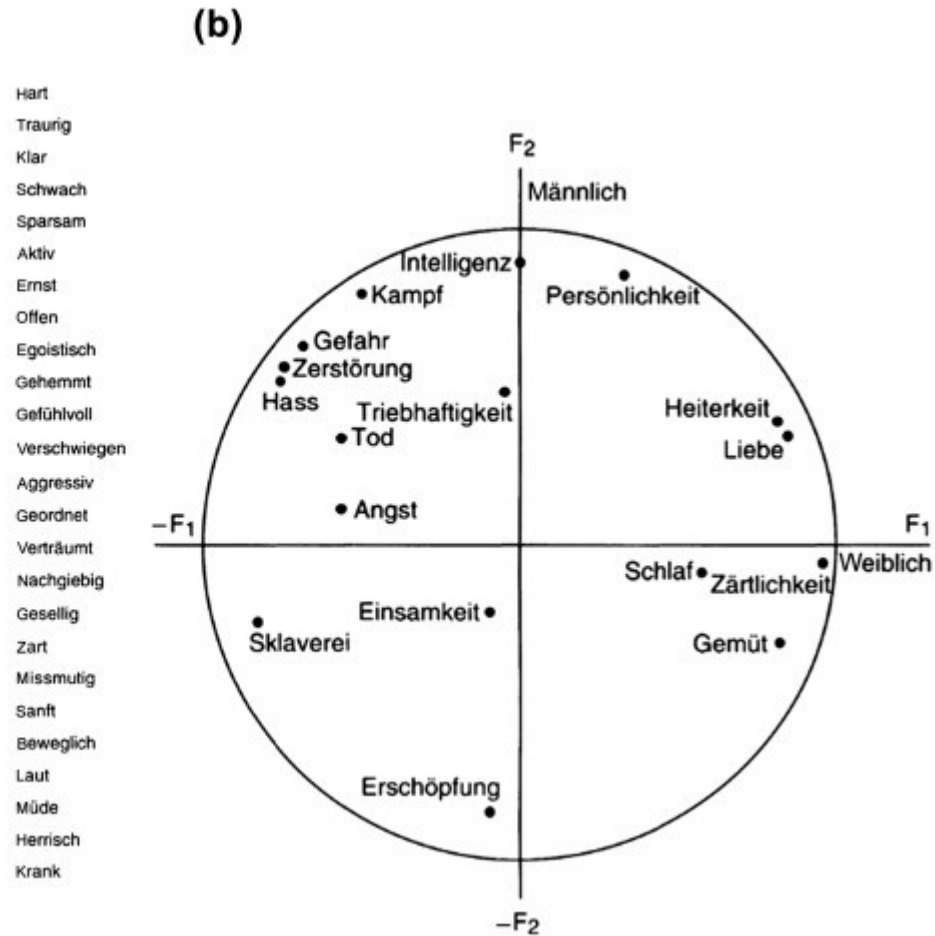 (b)
Hart
Traurig
Klar
Schwach
Sparsam
Aktiv
Ernst
Offen
Egoistisch
Gehemmt
Gefühlvoll
Verschwiegen
Aggressiv
Geordnet
Verträumt
Nachgiebig
Gesellig
Zart
Missmutig
Sanft
Beweglich
Laut
Müde
Herrisch
Krank
F2
Männlich
Intelligenz
Kampf
Persönlichkeit
Gefahr
Zerstörung
Hass
Triebhaftigkeit
Heiterkeit
Tod
Liebe
Angst
−F1
F1
Weiblich
Schlaf
Zärtlichkeit
Einsamkeit
Sklaverei
Gemüt
Erschöpfung
−F2